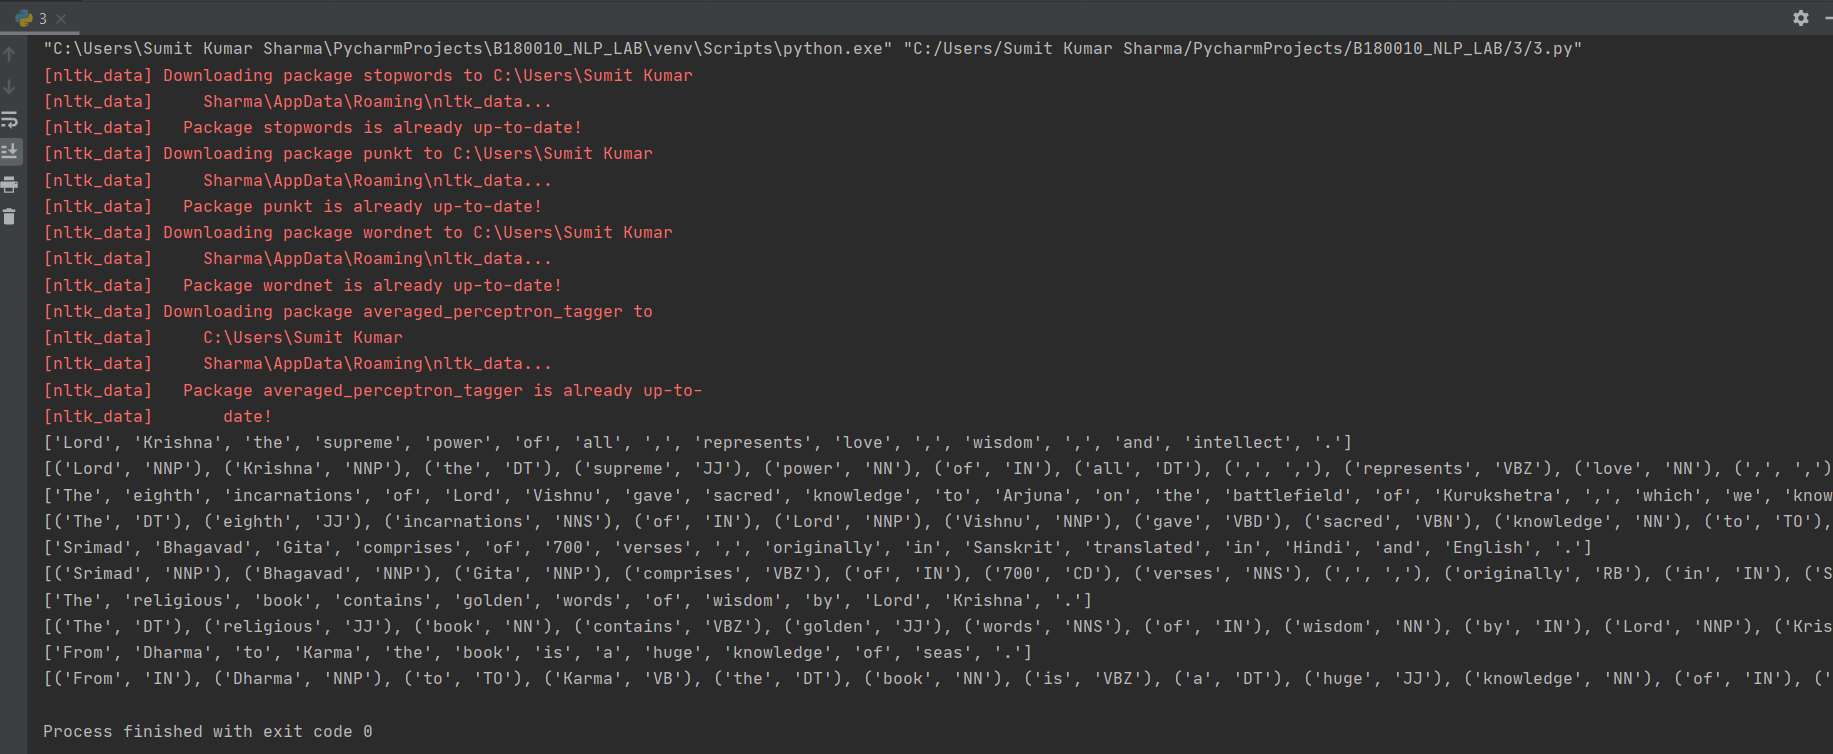 3
"C:\Users\Sumit Kumar Sharma\PycharmProjects\B180010_NLP_LAB\venv\Scripts\python.exe" "C:/Users/Sumit Kumar Sharma/PycharmProjects/B180010_NLP_LAB/3/3.py"
[nltk_data] Downloading package stopwords to C:\Users\Sumit Kumar
[nltk_data]     Sharma\AppData\Roaming\nltk_data...
[nltk_data]   Package stopwords is already up-to-date!
[nltk_data] Downloading package punkt to C:\Users\Sumit Kumar
[nltk_data]     Sharma\AppData\Roaming\nltk_data...
[nltk_data]   Package punkt is already up-to-date!
[nltk_data] Downloading package wordnet to C:\Users\Sumit Kumar
[nltk_data]     Sharma\AppData\Roaming\nltk_data...
[nltk_data]   Package wordnet is already up-to-date!
[nltk_data] Downloading package averaged_perceptron_tagger to
[nltk_data]     C:\Users\Sumit Kumar
[nltk_data]     Sharma\AppData\Roaming\nltk_data...
[nltk_data]   Package averaged_perceptron_tagger is already up-to-
[nltk_data]       date!
['Lord', 'Krishna', 'the', 'supreme', 'power', 'of', 'all', ',', 'represents', 'love', ',', 'wisdom', ',', 'and', 'intellect', '.']
[('Lord', 'NNP'), ('Krishna', 'NNP'), ('the', 'DT'), ('supreme', 'JJ'), ('power', 'NN'), ('of', 'IN'), ('all', 'DT'), (',', ','), ('represents', 'VBZ'), ('love', 'NN'), (',', ',')
['The', 'eighth', 'incarnations', 'of', 'Lord', 'Vishnu', 'gave', 'sacred', 'knowledge', 'to', 'Arjuna', 'on', 'the', 'battlefield', 'of', 'Kurukshetra', ',', 'which', 'we', 'know
[('The', 'DT'), ('eighth', 'JJ'), ('incarnations', 'NNS'), ('of', 'IN'), ('Lord', 'NNP'), ('Vishnu', 'NNP'), ('gave', 'VBD'), ('sacred', 'VBN'), ('knowledge', 'NN'), ('to', 'TO'),
['Srimad', 'Bhagavad', 'Gita', 'comprises', 'of', '700', 'verses', ',', 'originally', 'in', 'Sanskrit', 'translated', 'in', 'Hindi', 'and', 'English', '.']
[('Srimad', 'NNP'), ('Bhagavad', 'NNP'), ('Gita', 'NNP'), ('comprises', 'VBZ'), ('of', 'IN'), ('700', 'CD'), ('verses', 'NNS'), (',', ','), ('originally', 'RB'), ('in', 'IN'), ('S
['The', 'religious', 'book', 'contains', 'golden', 'words', 'of', 'wisdom', 'by', 'Lord', 'Krishna', '.']
[('The', 'DT'), ('religious', 'JJ'), ('book', 'NN'), ('contains', 'VBZ'), ('golden', 'JJ'), ('words', 'NNS'), ('of', 'IN'), ('wisdom', 'NN'), ('by', 'IN'), ('Lord', 'NNP'), ('Kris
['From', 'Dharma', 'to', 'Karma', 'the', 'book', 'is', 'a', 'huge', 'knowledge', 'of', 'seas', '.']
[('From', 'IN'), ('Dharma', 'NNP'), ('to', 'TO'), ('Karma', 'VB'), ('the', 'DT'), ('book', 'NN'), ('is', 'VBZ'), ('a', 'DT'), ('huge', 'JJ'), ('knowledge', 'NN'), ('of', 'IN'), ('
Process finished with exit code 0